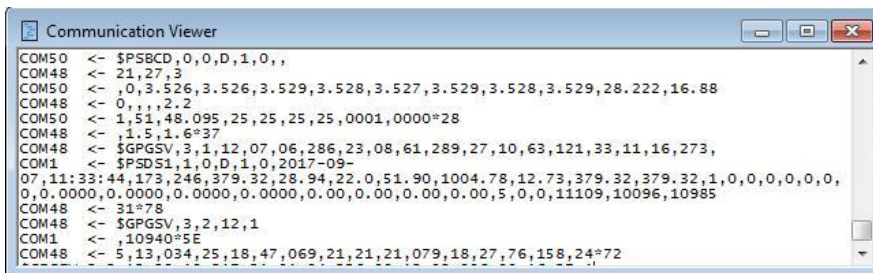 Communication Viewer
COM50 <- $PSBCD,0,0,D,1,0,,
COM48 <- 21,27,3
COM50 <- ,0,3.526,3.526,3.529,3.528,3.527,3.529,3.528,3.529,28.222,16.88
COM48 <- 0,,,,2.2
COM50 <- 1,51,48.095,25,25,25,25,0001,0000*28
COM48 <- ,1.5,1.6*37
COM48 <- $GPGSV,3,1,12,07,06,286,23,08,61,289,27,10,63,121,33,11,16,273,
COM1 <- $PSDS1,1,0,D,1,0,2017-09-
07,11:33:44,173,246,379.32,28.94,22.0,51.90,1004.78,12.73,379.32,379.32,1,0,0,0,0,0,0,
0,0.0000,0.0000,0.0000,0.0000,0.00,0.00,0.00,0.00,5,0,0,11109,10096,10985
COM48 <- 31*78
COM48 <- $GPGSV,3,2,12,1
COM1 <- ,10940*5E
COM48 <- 5,13,034,25,18,47,069,21,21,21,079,18,27,76,158,24*72